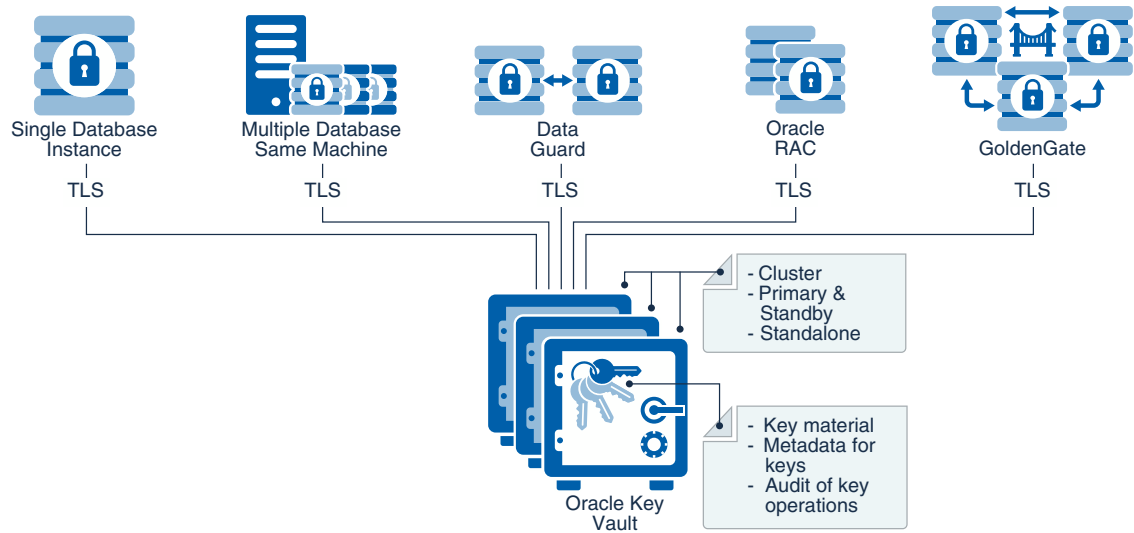 Single Database
Instance
Multiple Database
Same Machine
Data
Guard
Oracle
RAC
GoldenGate
TLS
TLS
TLS
TLS
TLS
- Cluster
- Primary &
Standby
- Standalone
- Key material
- Metadata for
keys
- Audit of key
operations
Oracle Key
Vault